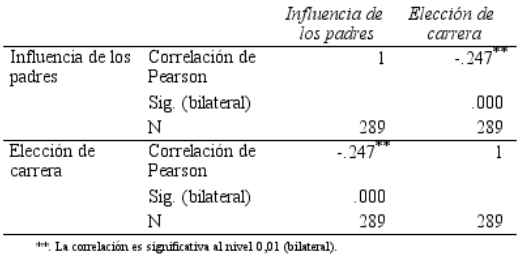 Influencia de los padres Elección de carrera
Influencia de los padres Correlación de Pearson 1 -.247**
Sig. (bilateral) .000
N 289 289
Elección de carrera Correlación de Pearson -.247** 1
Sig. (bilateral) .000
N 289 289
**. La correlación es significativa al nivel 0,01 (bilateral).